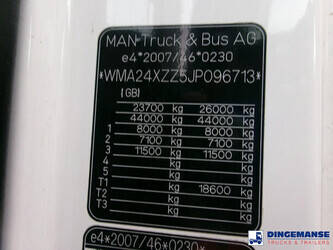 MAN Truck & Bus AG
e4*2007/46*0230
*WMA24XZZ5JP096713*
[GB]
23700 kg 26000 kg
44000 kg 44000 kg
1 8000 kg 8000 kg
2 7100 kg 7100 kg
3 11500 kg 11500 kg
4 kg kg
5 kg kg
T1 kg 18600 kg
T2 kg kg
T3 kg kg
e4*2007/46*0230*
DINGEMANSE
TRUCKS & TRAILERS